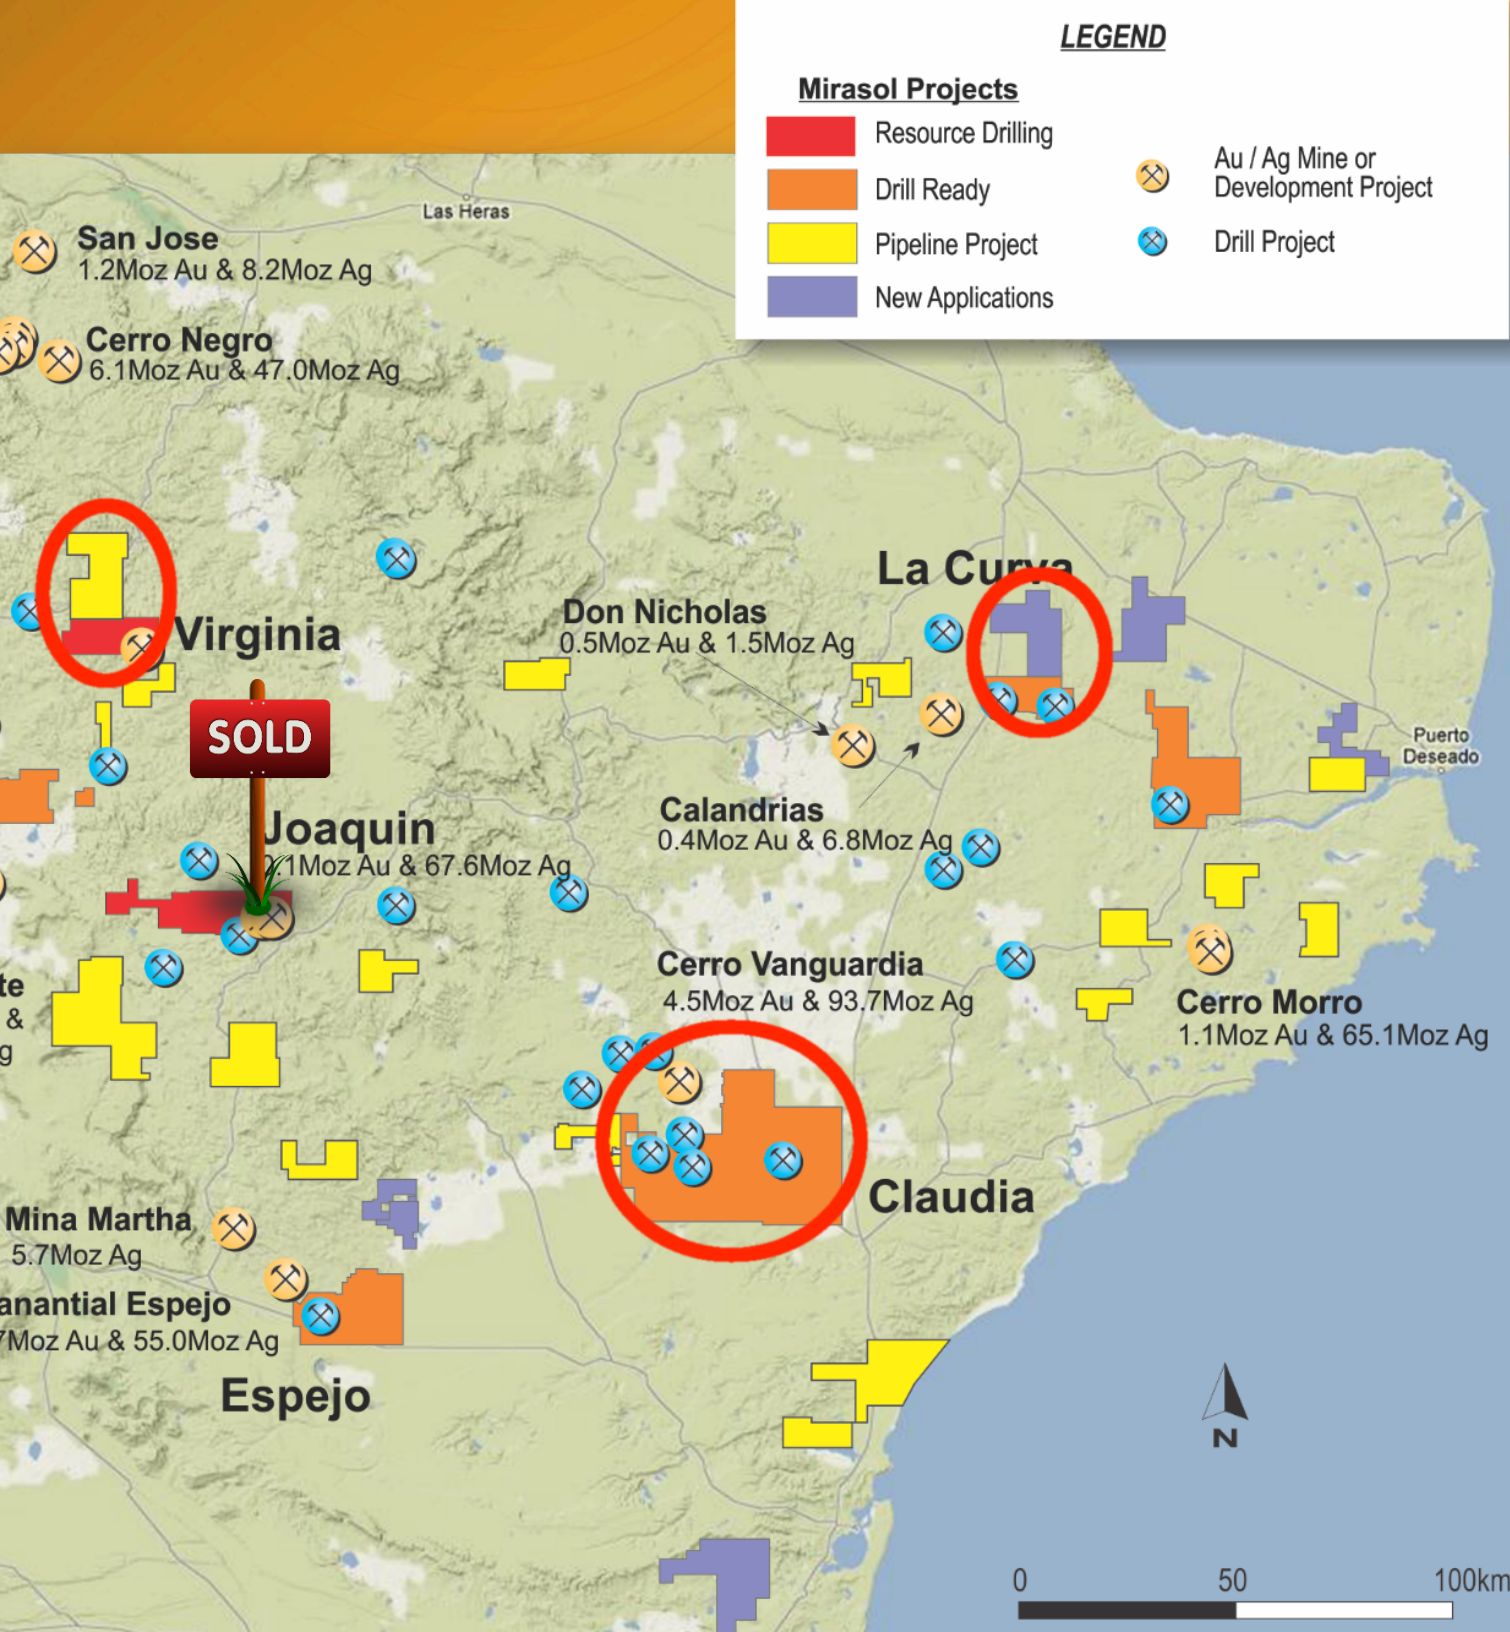 LEGEND
Mirasol Projects
Resource Drilling
Drill Ready
Pipeline Project
New Applications
Au / Ag Mine or
Development Project
Drill Project
Las Heras
San Jose
1.2Moz Au & 8.2Moz Ag
Cerro Negro
6.1Moz Au & 47.0Moz Ag
La Curva
Don Nicholas
0.5Moz Au & 1.5Moz Ag
Virginia
SOLD
Puerto
Deseado
Calandrias
0.4Moz Au & 6.8Moz Ag
Joaquin
.1Moz Au & 67.6Moz Ag
Cerro Vanguardia
4.5Moz Au & 93.7Moz Ag
te
&
g
Cerro Morro
1.1Moz Au & 65.1Moz Ag
Claudia
Mina Martha
5.7Moz Ag
anantial Espejo
7Moz Au & 55.0Moz Ag
Espejo
N
0 50 100km